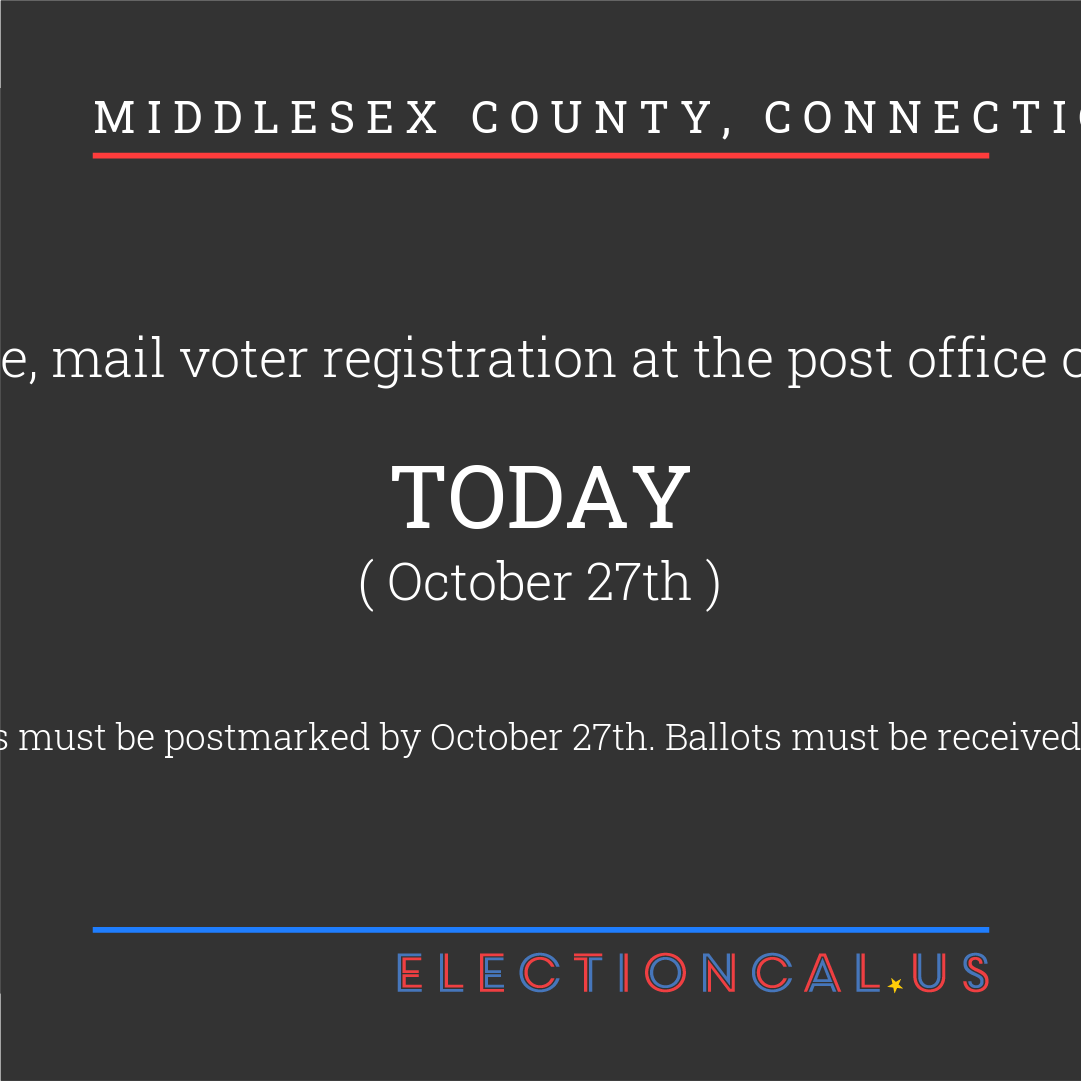 MIDDLESEX COUNTY, CONNECTI
e, mail voter registration at the post office
TODAY
( October 27th )
s must be postmarked by October 27th. Ballots must be received
ELECTIONCAL.US